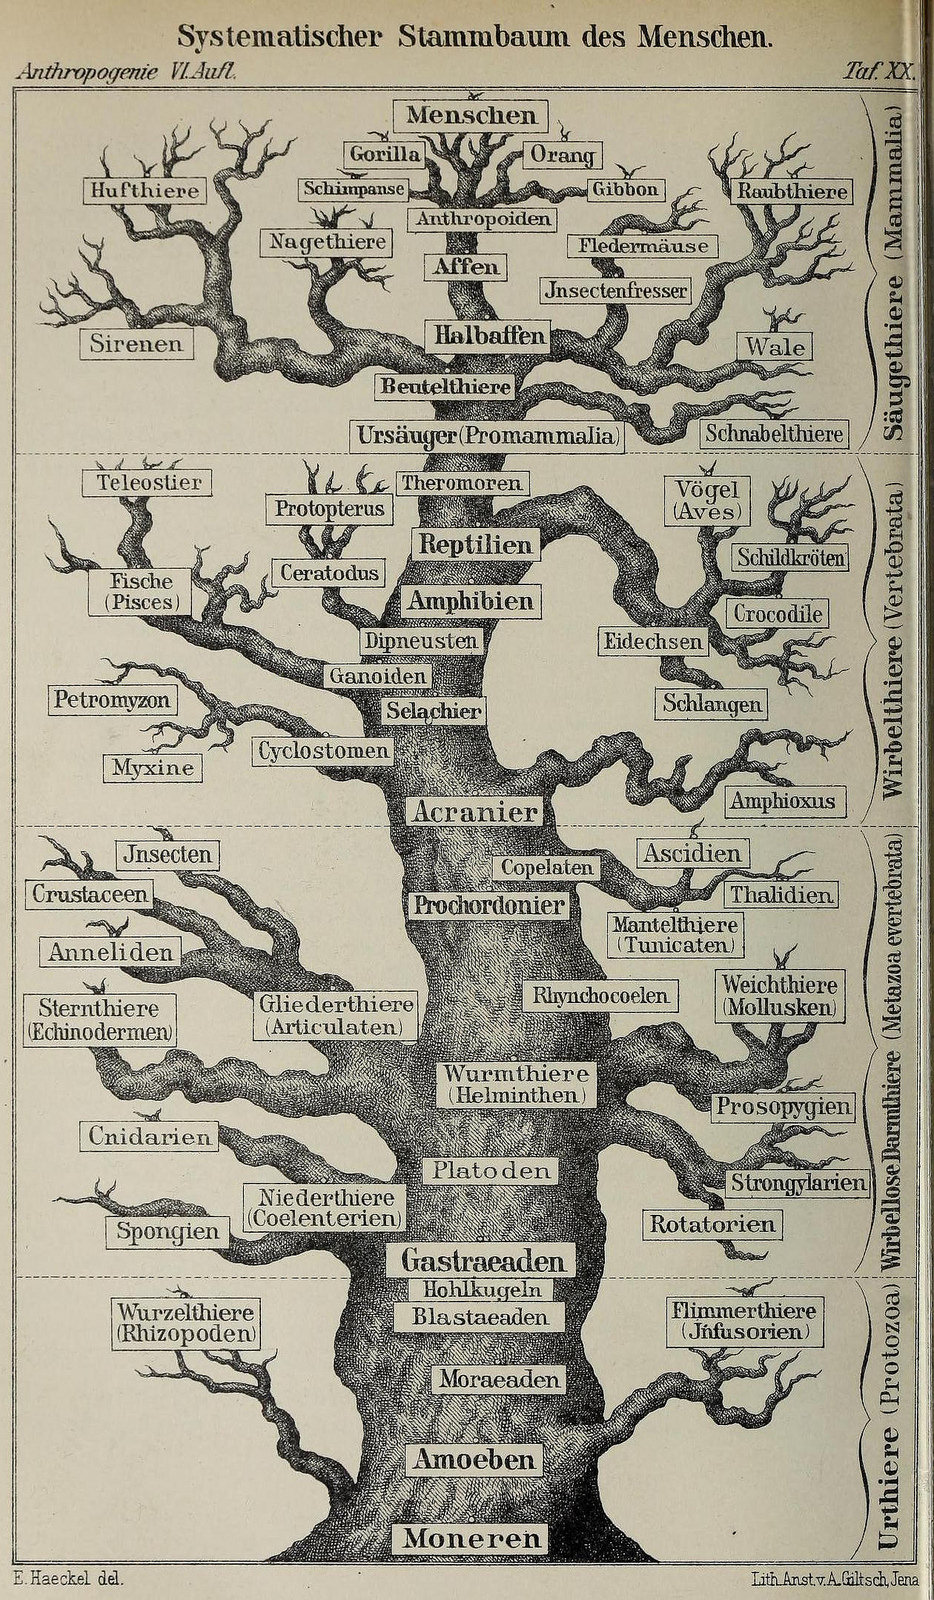 Systematischer Stammbaum des Menschen.
Anthropogenie VI. Aufl.
Taf. XX.
Menschen
Gorilla
Orang
Hufthiere
Schimpanse
Gibbon
Raubthiere
Anthropoiden
Nagethiere
Fledermäuse
Affen
Jnsectenfresser
Sirenen
Halbaffen
Wale
Beutelthiere
Ursäuger (Promammalia)
Schnabelthiere
Säugethiere (Mammalia)
Teleostier
Theromoren
Vögel
(Aves)
Protopterus
Reptilien
Schildkröten
Fische
(Pisces)
Ceratodus
Amphibien
Crocodile
Dipneusten
Eidechsen
Ganoiden
Petromyzon
Selachier
Schlangen
Cyclostomen
Myxine
Acranier
Amphioxus
Wirbelthiere (Vertebrata)
Jnsecten
Copelaten
Ascidien
Crustaceen
Prochordonier
Thalidien
Mantelthiere
(Tunicaten)
Anneliden
Sternthiere
(Echinodermen)
Gliederthiere
(Articulaten)
Rhynchocoelen
Weichthiere
(Mollusken)
Wurmthiere
(Helminthen)
Prosopygien
Cnidarien
Platoden
Strongylarien
Niederthiere
(Coelenterien)
Spongien
Rotatorien
Gastraeaden
Wirbellose Darmthiere (Metazoa evertebrata)
Hohlkugeln
Blastaeaden
Wurzelthiere
(Rhizopoden)
Flimmerthiere
(Jnfusorien)
Moraeaden
Amoeben
Moneren
Urthiere (Protozoa)
E. Haeckel del.
Lith. Anst. v. A. Giltsch, Jena